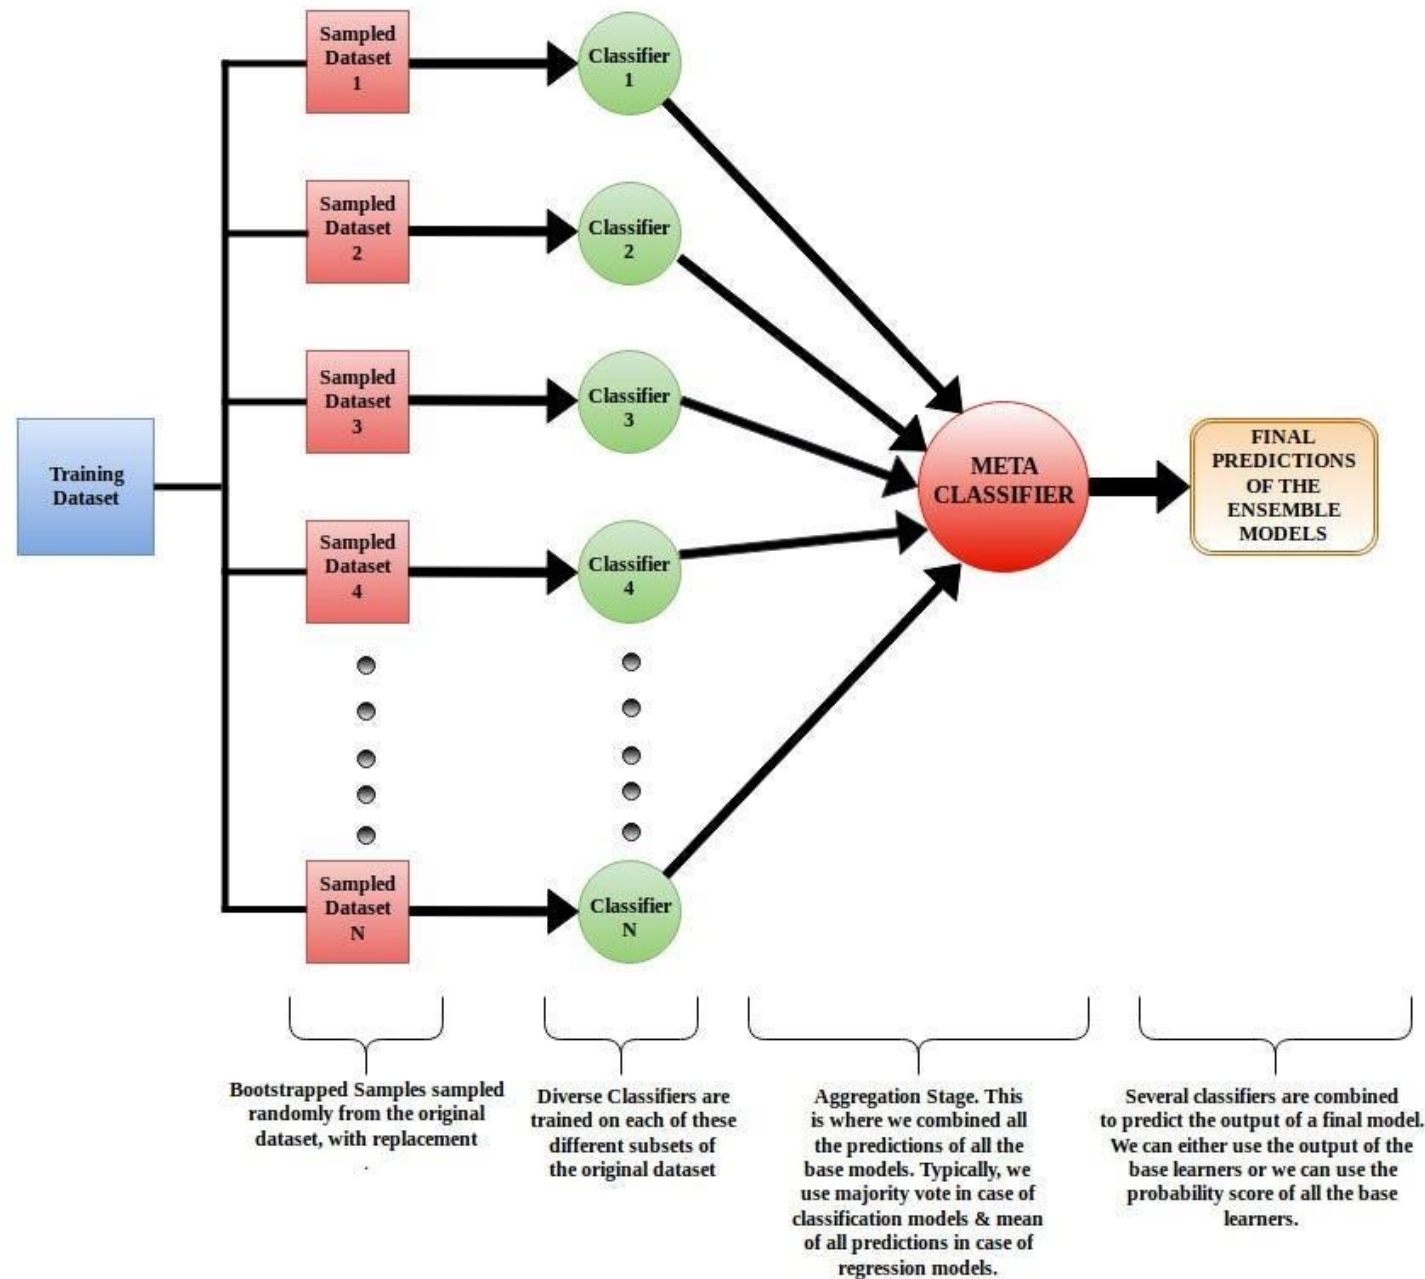 Sampled
Dataset
1
Classifier
1
Sampled
Dataset
2
Classifier
2
Sampled
Dataset
3
Classifier
3
Training
Dataset
META
CLASSIFIER
FINAL
PREDICTIONS
OF THE
ENSEMBLE
MODELS
Sampled
Dataset
4
Classifier
4
Sampled
Dataset
N
Classifier
N
Bootstrapped Samples sampled
randomly from the original
dataset, with replacement
.
Diverse Classifiers are
trained on each of these
different subsets of
the original dataset
Aggregation Stage. This
is where we combined all
the predictions of all the
base models. Typically, we
use majority vote in case of
classification models & mean
of all predictions in case of
regression models.
Several classifiers are combined
to predict the output of a final model.
We can either use the output of the
base learners or we can use the
probability score of all the base
learners.